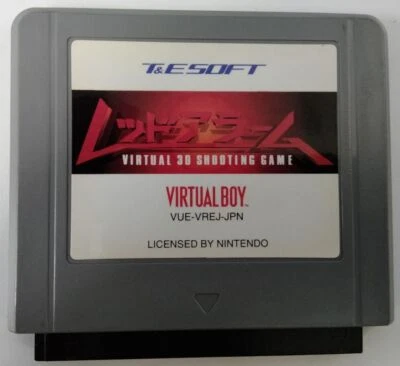 T&E SOFT
レッドアラーム
VIRTUAL 3D SHOOTING GAME
VIRTUAL BOY™
VUE-VREJ-JPN
LICENSED BY NINTENDO